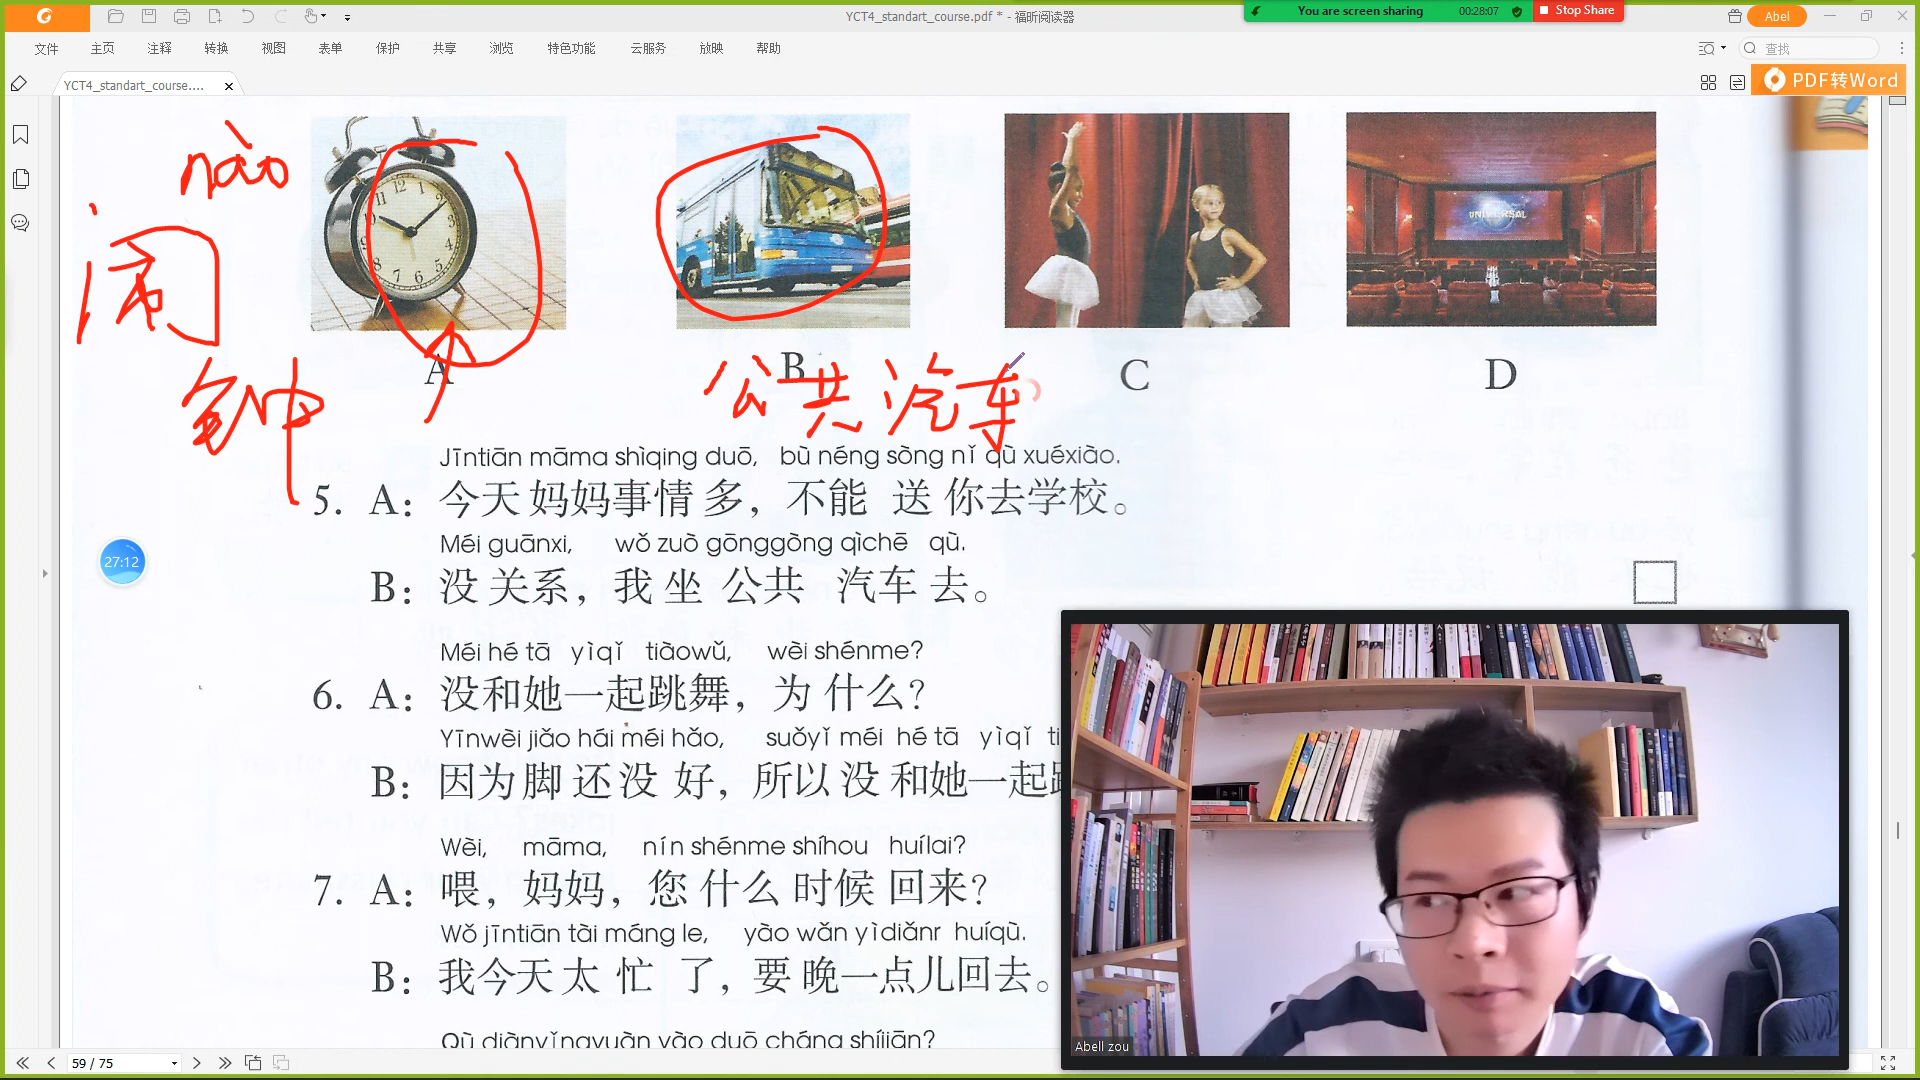 YCT4_standart_course.pdf * - 福昕阅读器
You are screen sharing
00:28:07
Stop Share
Abel
文件 主页 注释 转换 视图 表单 保护 共享 浏览 特色功能 云服务 放映 帮助
查找
YCT4_standart_course....
PDF转Word
nào
闹
钟
UNIVERSAL
A
B
C
D
公共汽车
Jīntiān māma shìqing duō, bù néng sòng nǐ qù xuéxiào.
5. A: 今天妈妈事情多，不能送你去学校。
Méi guānxi, wǒ zuò gōnggòng qìchē qù.
B: 没关系，我坐公共汽车去。
27:12
Méi hé tā yìqǐ tiàowǔ, wèi shénme?
6. A: 没和她一起跳舞，为什么？
Yīnwèi jiǎo hái méi hǎo, suǒyǐ méi hé tā yìqǐ ti
B: 因为脚还没好，所以没和她一起
Wèi, māma, nín shénme shíhou huílai?
7. A: 喂，妈妈，您什么时候回来？
Wǒ jīntiān tài máng le, yào wǎn yìdiǎnr huíqù.
B: 我今天太忙了，要晚一点儿回去。
Qù diànyǐngyuàn yào duō cháng shíjiān?
Abell zou
59 / 75